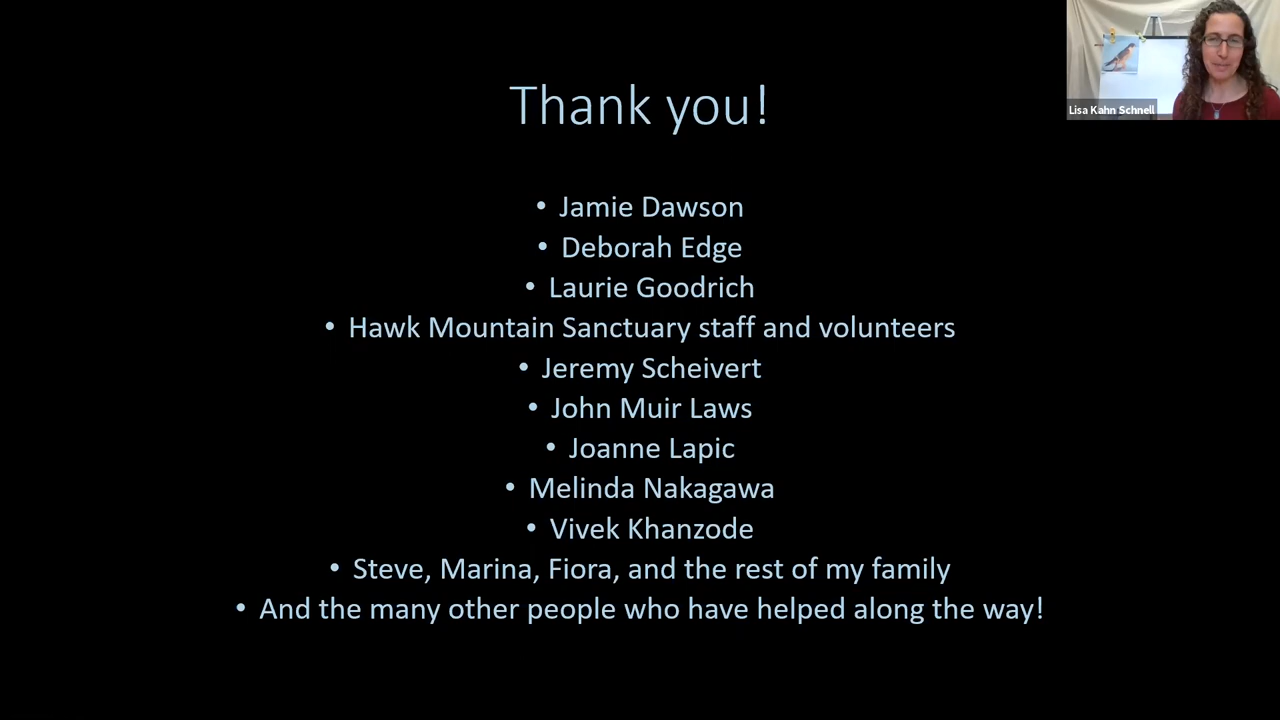 Thank you!
Lisa Kahn Schnell
• Jamie Dawson
• Deborah Edge
• Laurie Goodrich
• Hawk Mountain Sanctuary staff and volunteers
• Jeremy Scheivert
• John Muir Laws
• Joanne Lapic
• Melinda Nakagawa
• Vivek Khanzode
• Steve, Marina, Fiora, and the rest of my family
• And the many other people who have helped along the way!